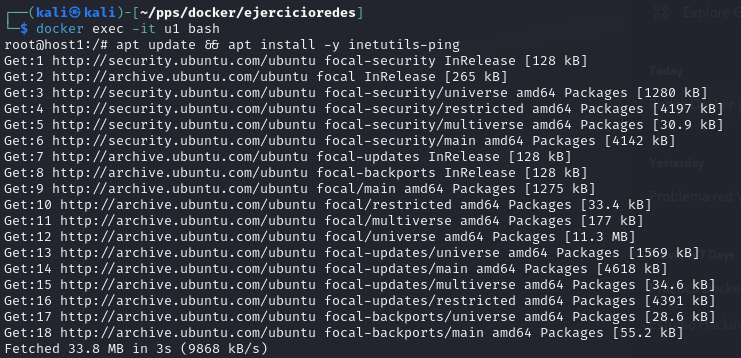 ┌──(kali㉿kali)-[~/pps/docker/ejercicioredes]
└─$ docker exec -it u1 bash
root@host1:/# apt update && apt install -y inetutils-ping
Get:1 http://security.ubuntu.com/ubuntu focal-security InRelease [128 kB]
Get:2 http://archive.ubuntu.com/ubuntu focal InRelease [265 kB]
Get:3 http://security.ubuntu.com/ubuntu focal-security/universe amd64 Packages [1280 kB]
Get:4 http://security.ubuntu.com/ubuntu focal-security/restricted amd64 Packages [4197 kB]
Get:5 http://security.ubuntu.com/ubuntu focal-security/multiverse amd64 Packages [30.9 kB]
Get:6 http://security.ubuntu.com/ubuntu focal-security/main amd64 Packages [4142 kB]
Get:7 http://archive.ubuntu.com/ubuntu focal-updates InRelease [128 kB]
Get:8 http://archive.ubuntu.com/ubuntu focal-backports InRelease [128 kB]
Get:9 http://archive.ubuntu.com/ubuntu focal/main amd64 Packages [1275 kB]
Get:10 http://archive.ubuntu.com/ubuntu focal/restricted amd64 Packages [33.4 kB]
Get:11 http://archive.ubuntu.com/ubuntu focal/multiverse amd64 Packages [177 kB]
Get:12 http://archive.ubuntu.com/ubuntu focal/universe amd64 Packages [11.3 MB]
Get:13 http://archive.ubuntu.com/ubuntu focal-updates/universe amd64 Packages [1569 kB]
Get:14 http://archive.ubuntu.com/ubuntu focal-updates/main amd64 Packages [4618 kB]
Get:15 http://archive.ubuntu.com/ubuntu focal-updates/multiverse amd64 Packages [34.6 kB]
Get:16 http://archive.ubuntu.com/ubuntu focal-updates/restricted amd64 Packages [4391 kB]
Get:17 http://archive.ubuntu.com/ubuntu focal-backports/universe amd64 Packages [28.6 kB]
Get:18 http://archive.ubuntu.com/ubuntu focal-backports/main amd64 Packages [55.2 kB]
Fetched 33.8 MB in 3s (9868 kB/s)
Explore G
Today
Yesterday
Problema red
Days